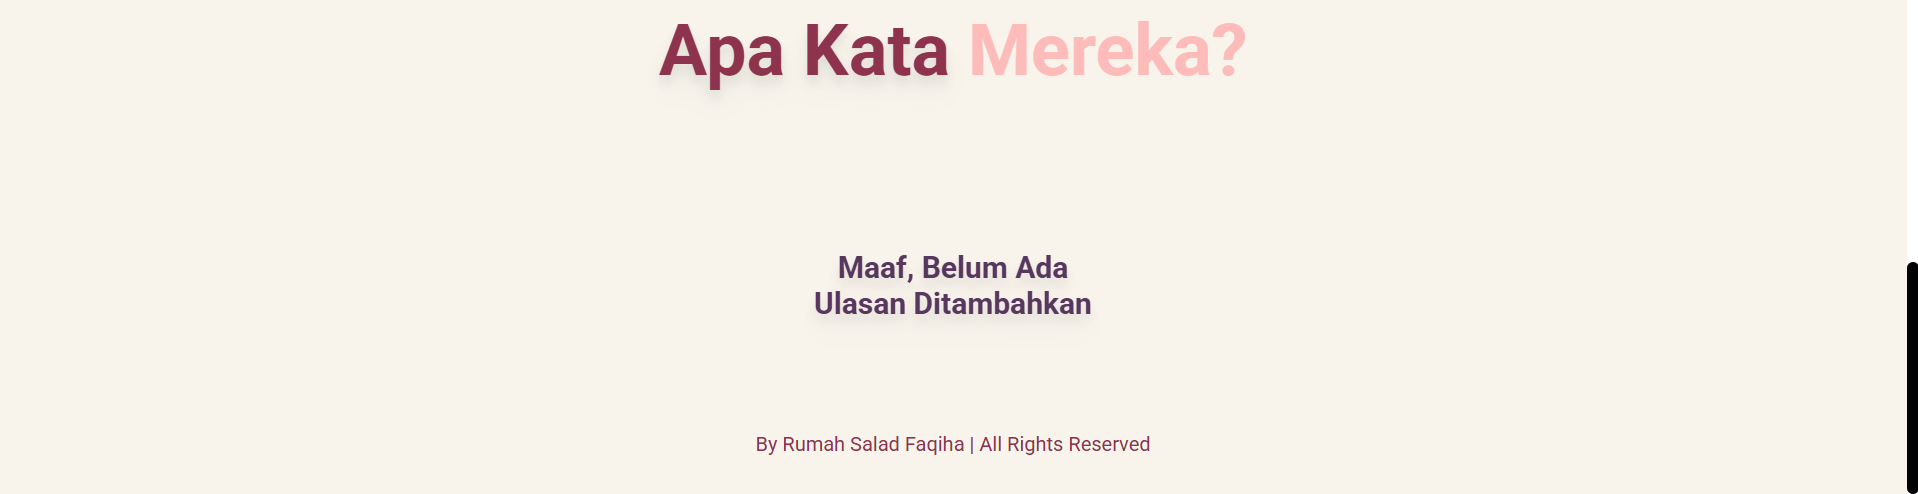 Apa Kata Mereka?
Maaf, Belum Ada
Ulasan Ditambahkan
By Rumah Salad Faqiha | All Rights Reserved